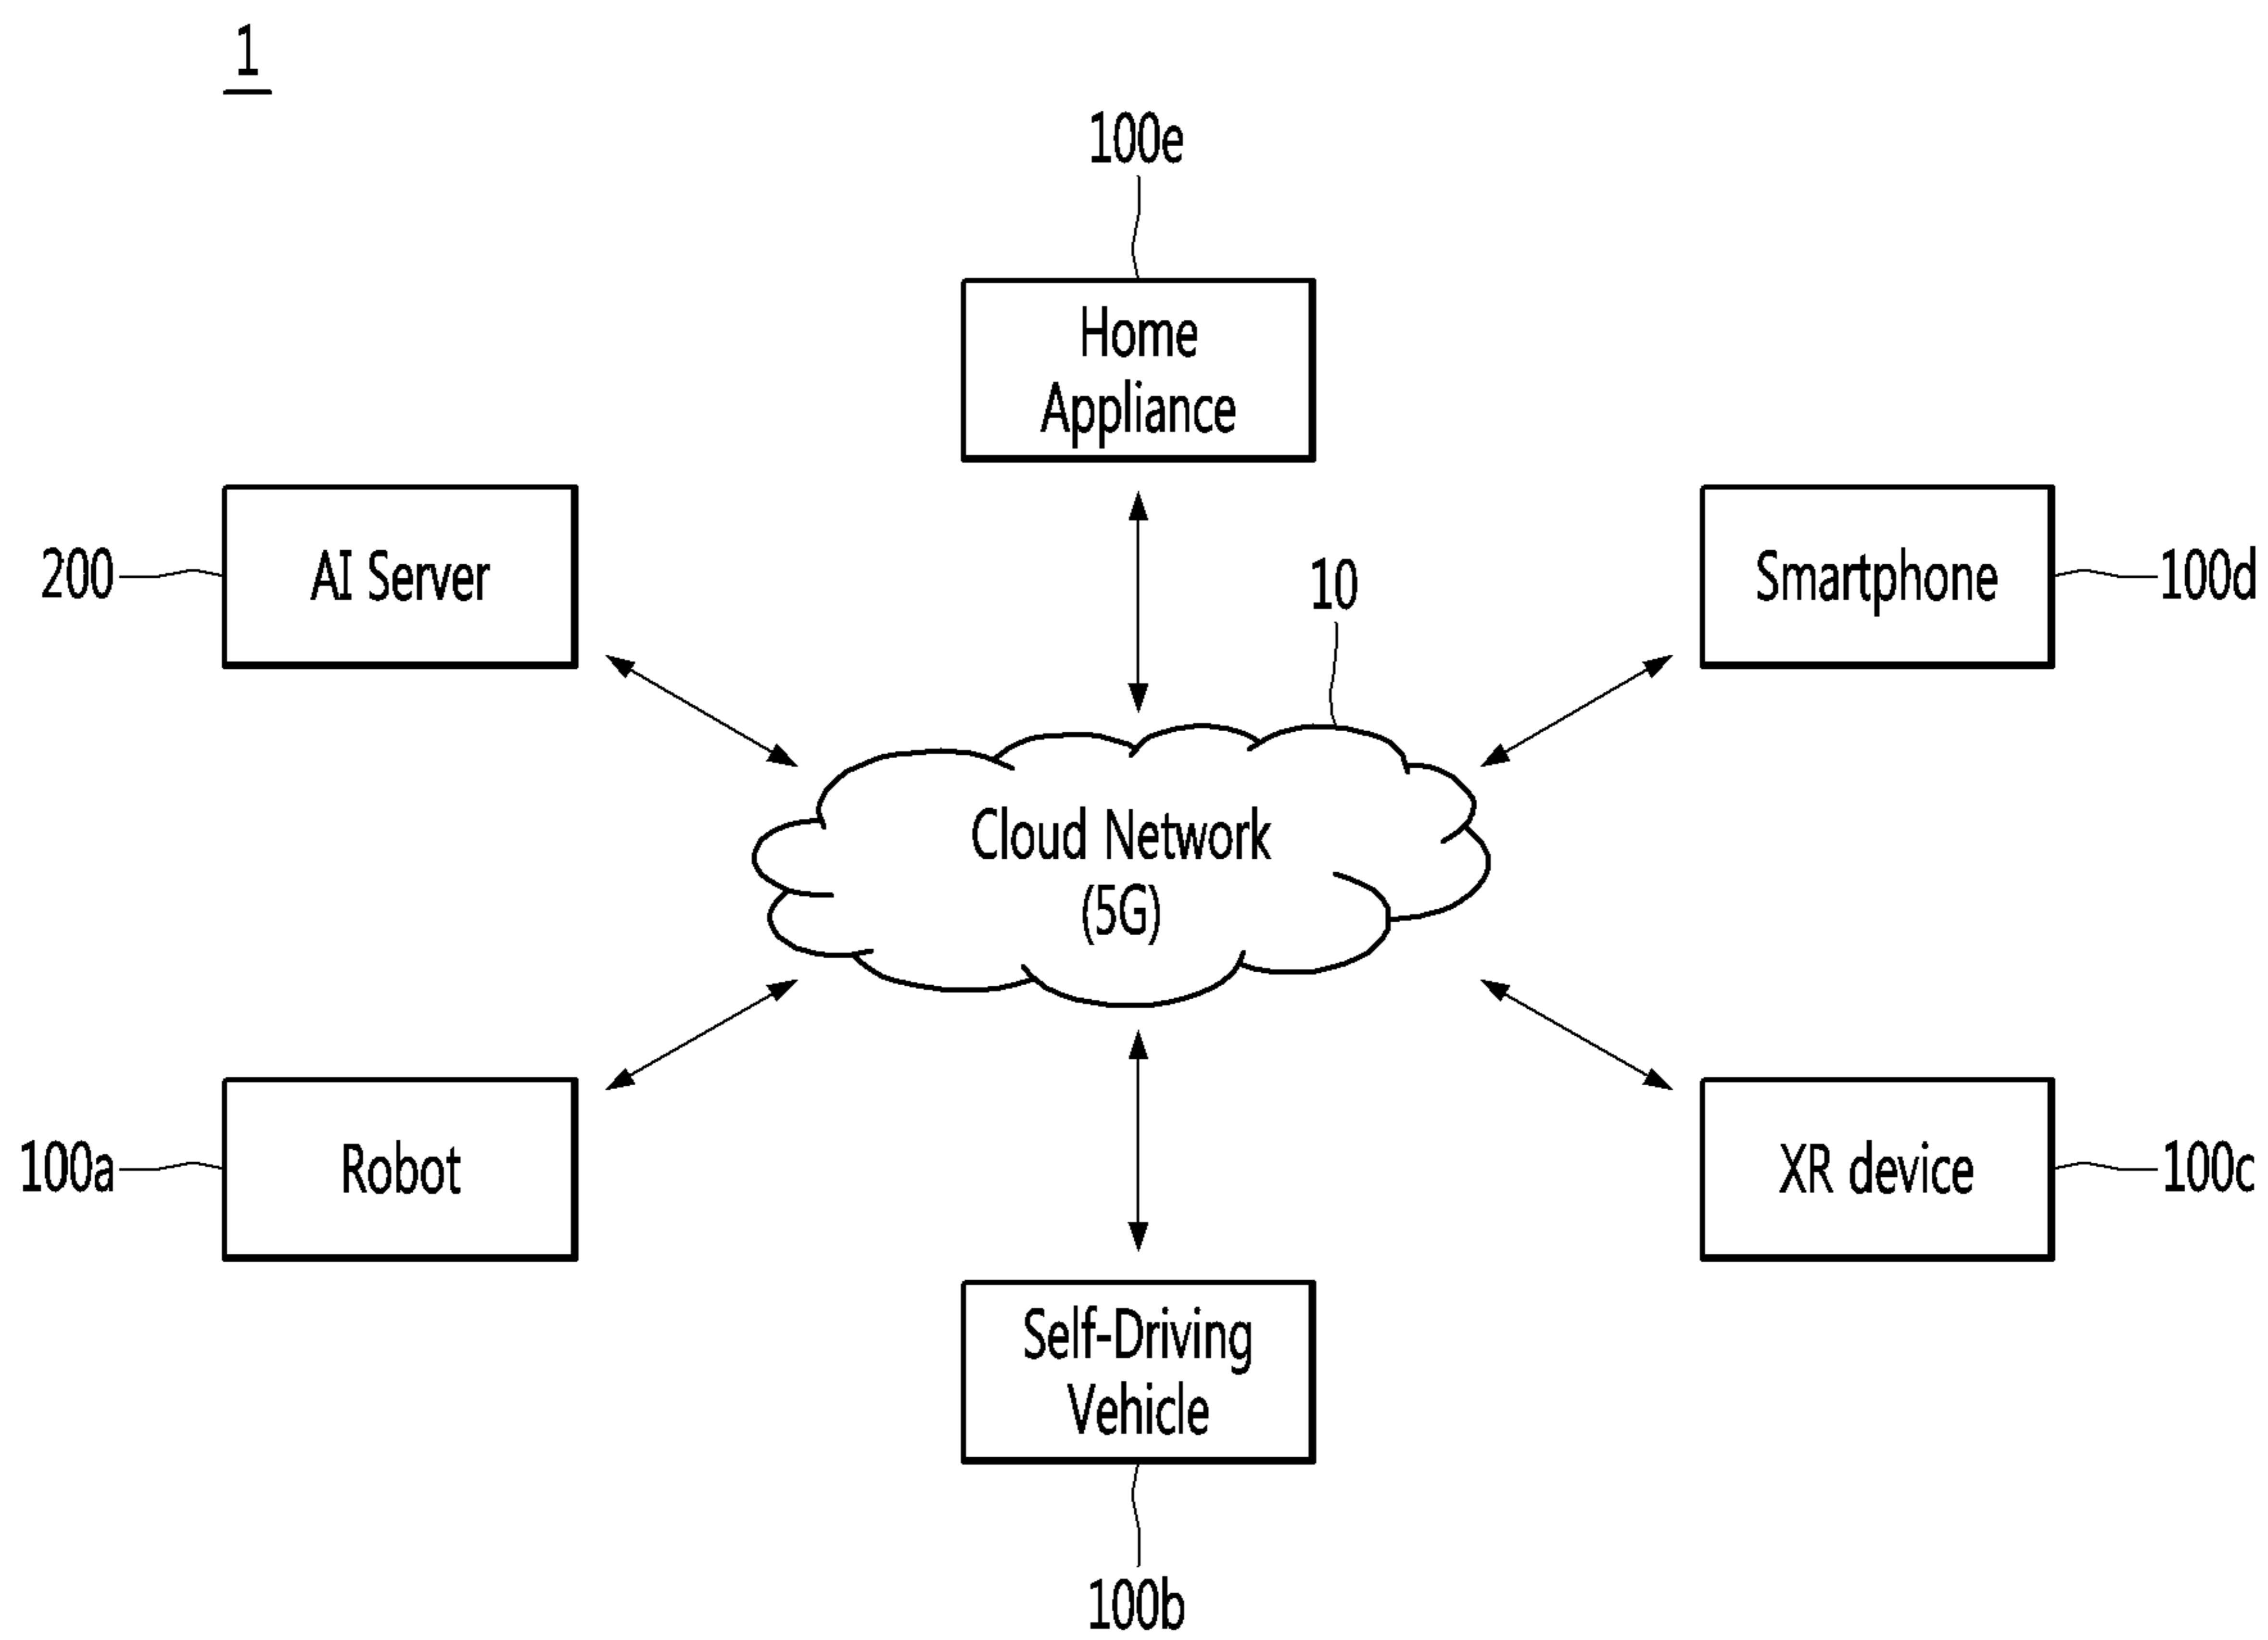 1
100e
Home
Appliance
200
AI Server
10
Smartphone
100d
Cloud Network
(5G)
100a
Robot
XR device
100c
Self-Driving
Vehicle
100b